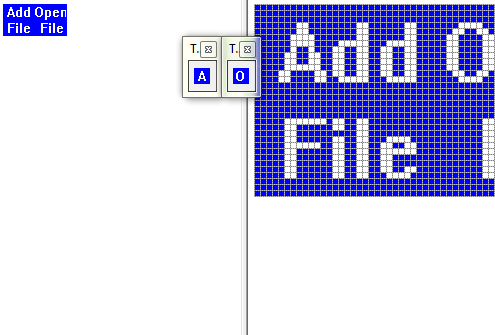 Add Open
File File
T.
A
T.
O
Add O
File